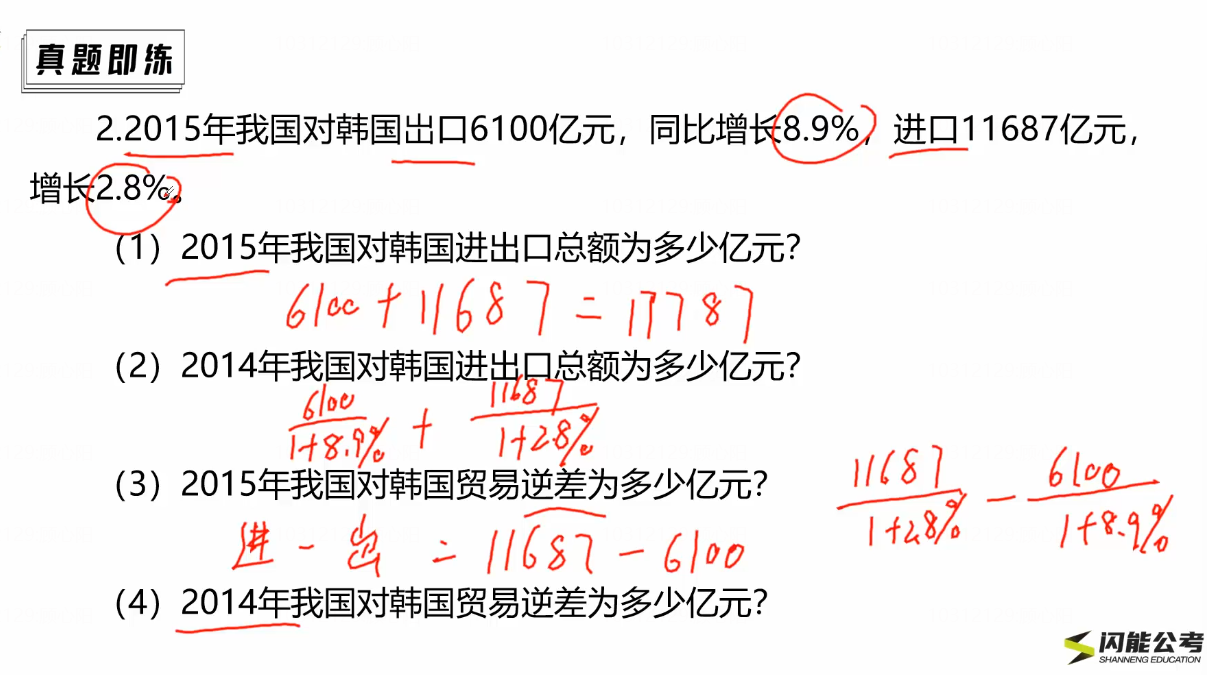 真题即练
2.2015年我国对韩国出口6100亿元，同比增长8.9%，进口11687亿元，
增长2.8%。
（1）2015年我国对韩国进出口总额为多少亿元？
6100 + 11687 = 17787
（2）2014年我国对韩国进出口总额为多少亿元？
6100/1+8.9% + 11687/1+2.8%
（3）2015年我国对韩国贸易逆差为多少亿元？
进 - 出 = 11687 - 6100
11687/1+2.8% - 6100/1+8.9%
（4）2014年我国对韩国贸易逆差为多少亿元？
闪能公考
SHANNENG EDUCATION